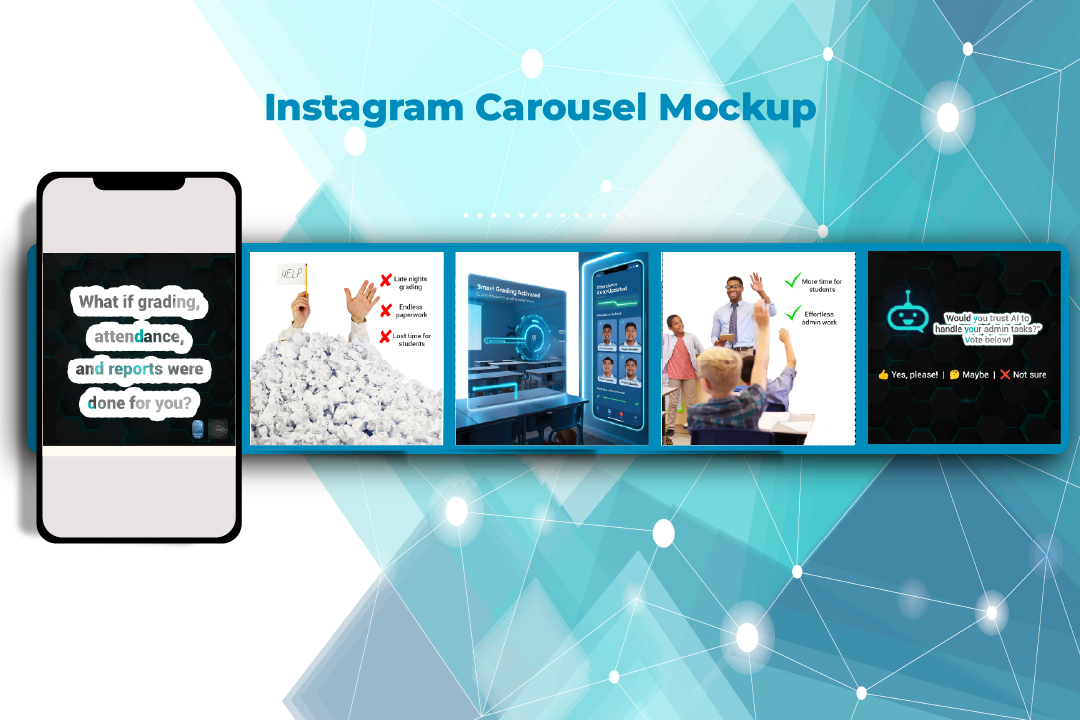 Instagram Carousel Mockup
What if grading,
attendance,
and reports were
done for you?
HELP
Late nights
grading
Endless
paperwork
Lost time for
students
Smart Grading Activated
More time for
students
Effortless
admin work
Would you trust AI to
handle your admin tasks?"
Vote below!
👍 Yes, please! | 🤔 Maybe | ❌ Not sure